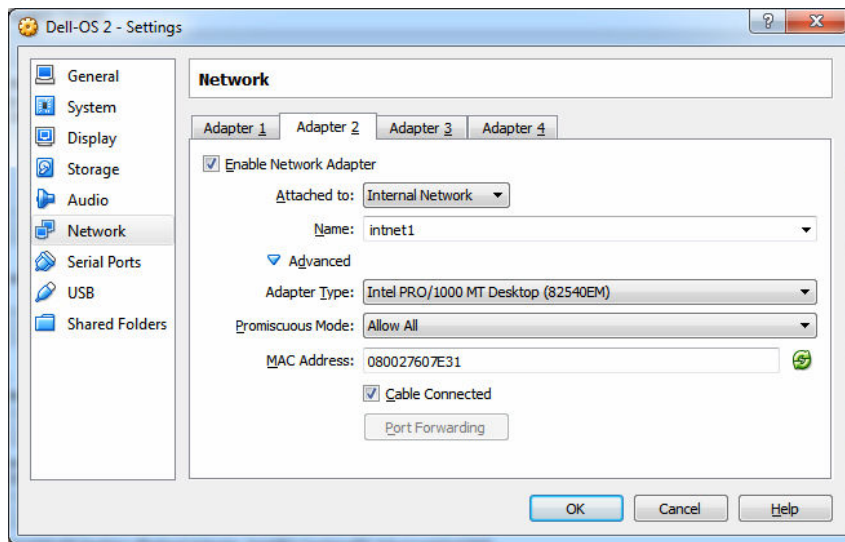 Dell-OS 2 - Settings
General
System
Display
Storage
Audio
Network
Serial Ports
USB
Shared Folders
Network
Adapter 1 Adapter 2 Adapter 3 Adapter 4
Enable Network Adapter
Attached to: Internal Network
Name: intnet1
Advanced
Adapter Type: Intel PRO/1000 MT Desktop (82540EM)
Promiscuous Mode: Allow All
MAC Address: 080027607E31
Cable Connected
Port Forwarding
OK Cancel Help